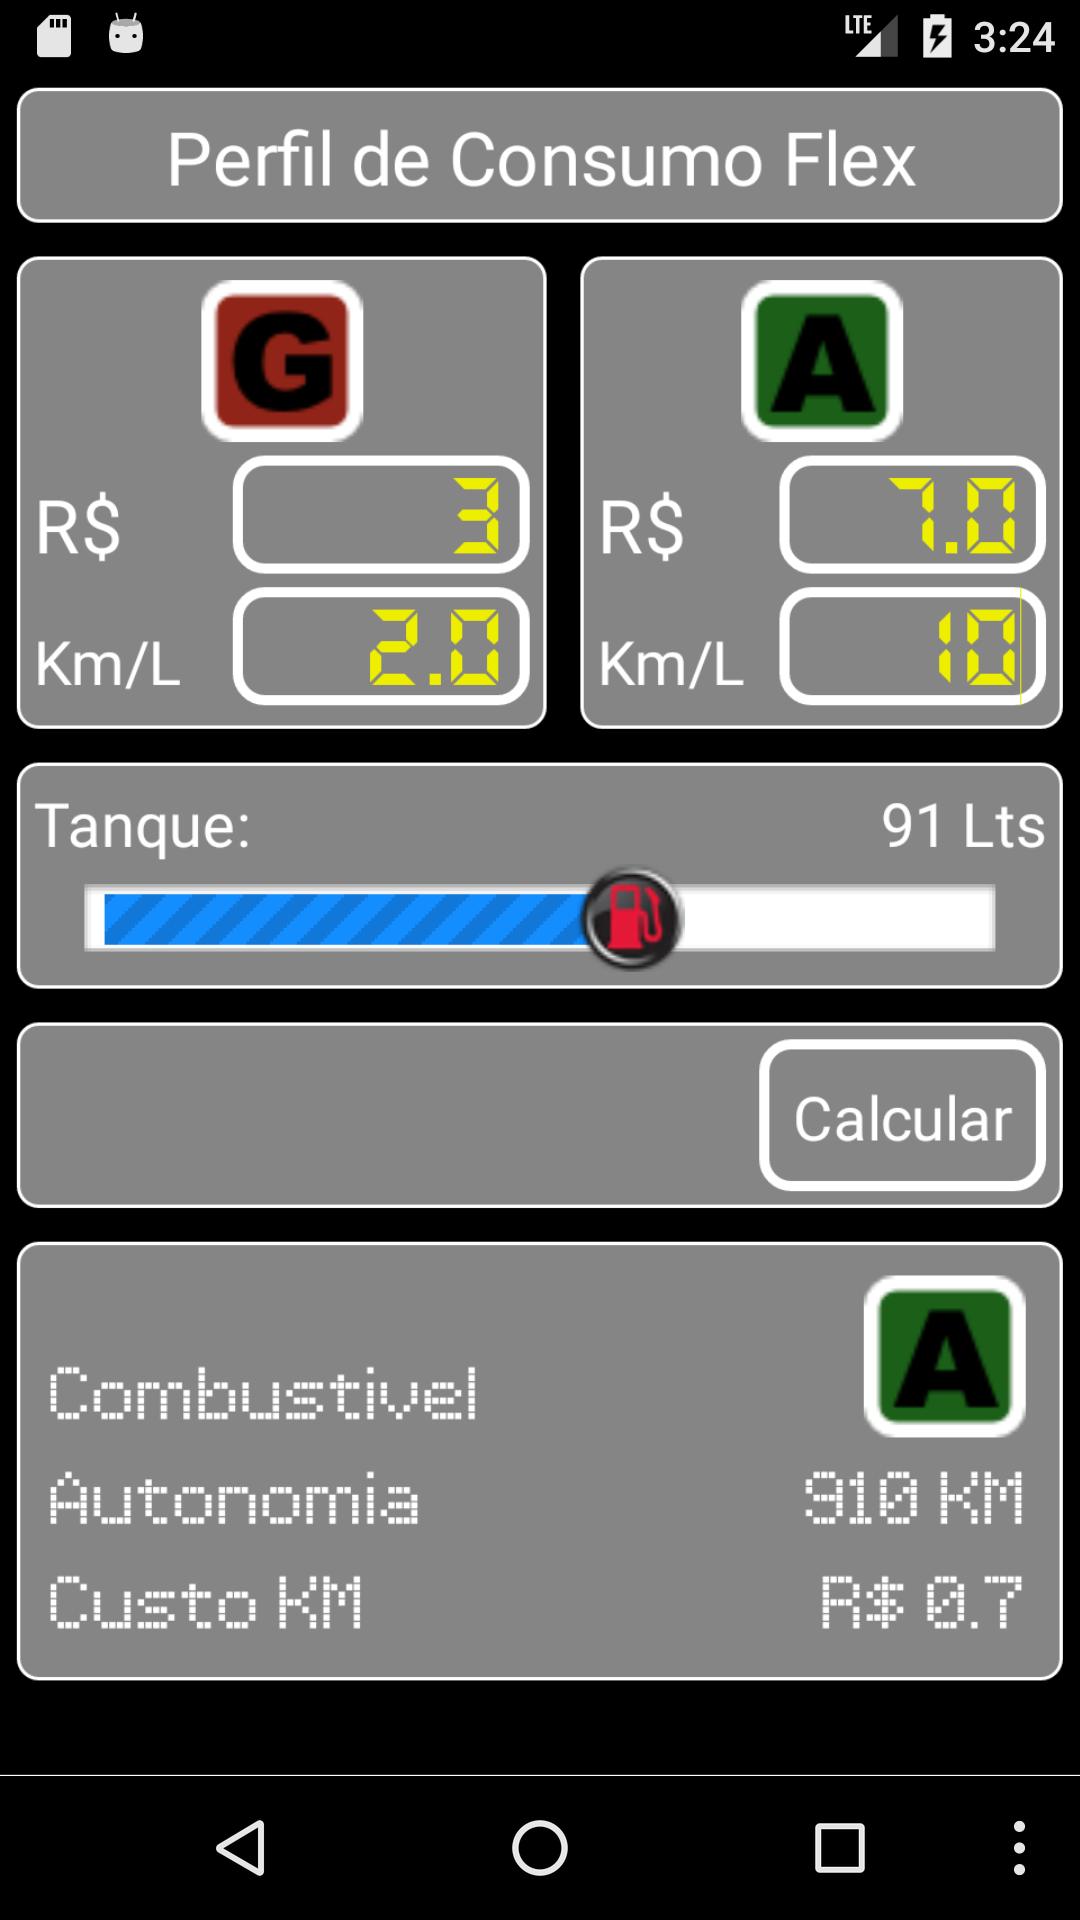 LTE 3:24
Perfil de Consumo Flex
G A
R$ 3 R$ 7.0
Km/L 2.0 Km/L 10
Tanque: 91 Lts
Calcular
A
Combustivel
Autonomia 910 KM
Custo KM R$ 0.7